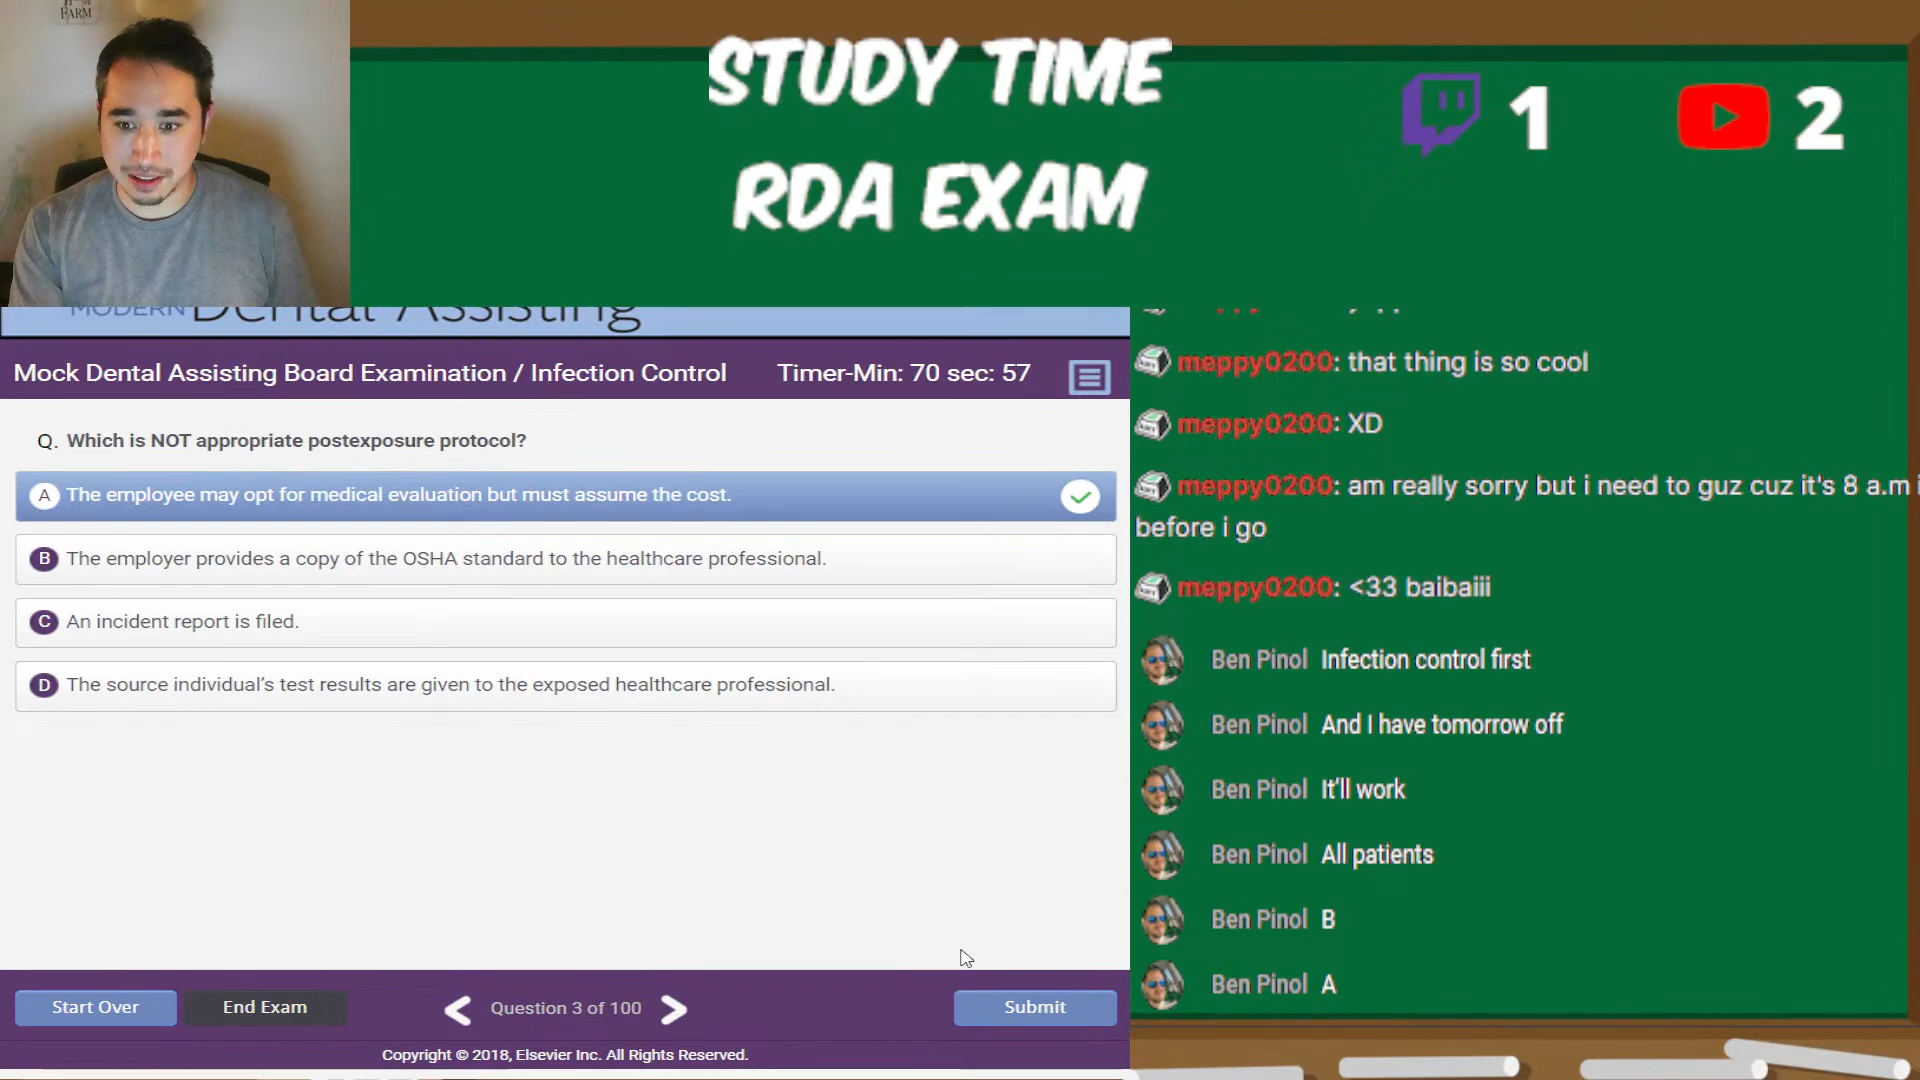 FARM
STUDY TIME
RDA EXAM
1
2
MODERN Dental Assisting
Mock Dental Assisting Board Examination / Infection Control
Timer-Min: 70 sec: 57
Q. Which is NOT appropriate postexposure protocol?
A The employee may opt for medical evaluation but must assume the cost.
B The employer provides a copy of the OSHA standard to the healthcare professional.
C An incident report is filed.
D The source individual's test results are given to the exposed healthcare professional.
Start Over
End Exam
Question 3 of 100
Submit
Copyright © 2018, Elsevier Inc. All Rights Reserved.
meppy0200: that thing is so cool
meppy0200: XD
meppy0200: am really sorry but i need to guz cuz it's 8 a.m i
before i go
meppy0200: <33 baibaiii
Ben Pinol Infection control first
Ben Pinol And I have tomorrow off
Ben Pinol It'll work
Ben Pinol All patients
Ben Pinol B
Ben Pinol A